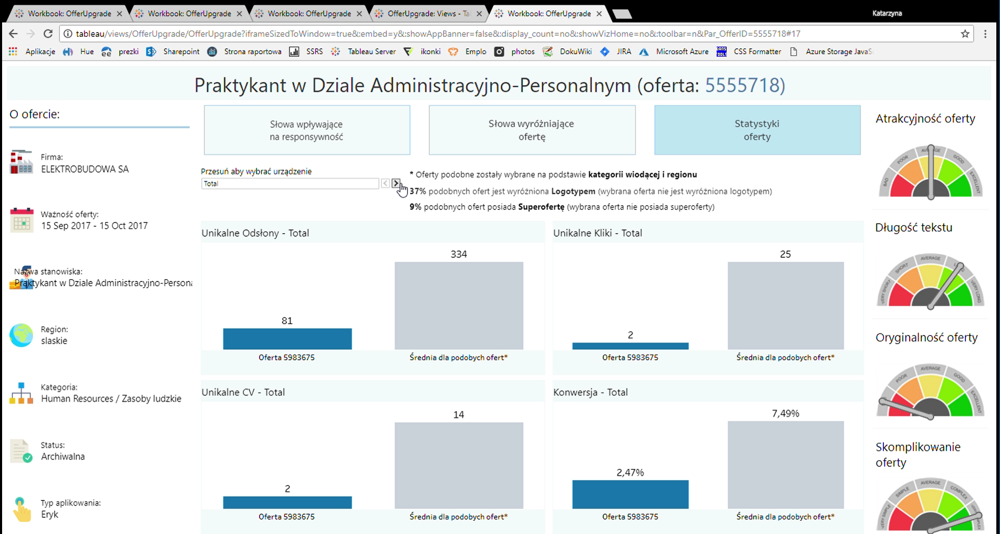 Workbook: OfferUpgrade
Workbook: OfferUpgrade
Workbook: OfferUpgrade
OfferUpgrade: Views - Ta
Workbook: OfferUpgrade
Katarzyna
tableau/views/OfferUpgrade/OfferUpgrade?iframeSizedToWindow=true&:embed=y&:showAppBanner=false&:display_count=no&:showVizHome=no&:toolbar=n&Par_OfferID=5555718#17
Aplikacje Hue prezki Sharepoint Strona raportowa SSRS Tableau Server ikonki Emplo photos DokuWiki JIRA Microsoft Azure CSS Formatter Azure Storage JavaSc
Praktykant w Dziale Administracyjno-Personalnym (oferta: 5555718)
O ofercie:
Firma:
ELEKTROBUDOWA SA
Ważność oferty:
15 Sep 2017 - 15 Oct 2017
Nazwa stanowiska:
Praktykant w Dziale Administracyjno-Persona
Region:
slaskie
Kategoria:
Human Resources / Zasoby ludzkie
Status:
Archiwalna
Typ aplikowania:
Eryk
Słowa wpływające
na responsywność
Słowa wyróżniające
ofertę
Statystyki
oferty
Przesuń aby wybrać urządzenie
Total
* Oferty podobne zostały wybrane na podstawie kategorii wiodącej i regionu
37% podobnych ofert jest wyróżniona Logotypem (wybrana oferta nie jest wyróżniona logotypem)
9% podobnych ofert posiada Superofertę (wybrana oferta nie posiada superoferty)
Unikalne Odsłony - Total
81
334
Oferta 5983675
Średnia dla podobych ofert*
Unikalne Kliki - Total
2
25
Oferta 5983675
Średnia dla podobych ofert*
Unikalne CV - Total
2
14
Oferta 5983675
Średnia dla podobych ofert*
Konwersja - Total
2,47%
7,49%
Oferta 5983675
Średnia dla podobych ofert*
Atrakcyjność oferty
BAD POOR AVERAGE GOOD EXCELLENT
Długość tekstu
VERY SHORT SHORT AVERAGE VERY LONG
Oryginalność oferty
POOR AVERAGE GOOD EXCELLENT
Skomplikowanie
oferty
VERY SIMPLE SIMPLE AVERAGE COMPLEX